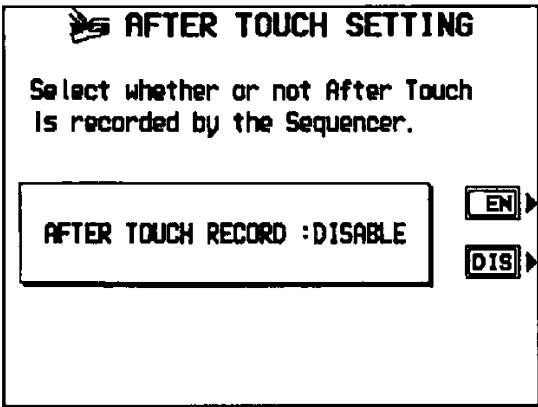 AFTER TOUCH SETTING
Select whether or not After Touch
is recorded by the Sequencer.
AFTER TOUCH RECORD :DISABLE
EN
DIS